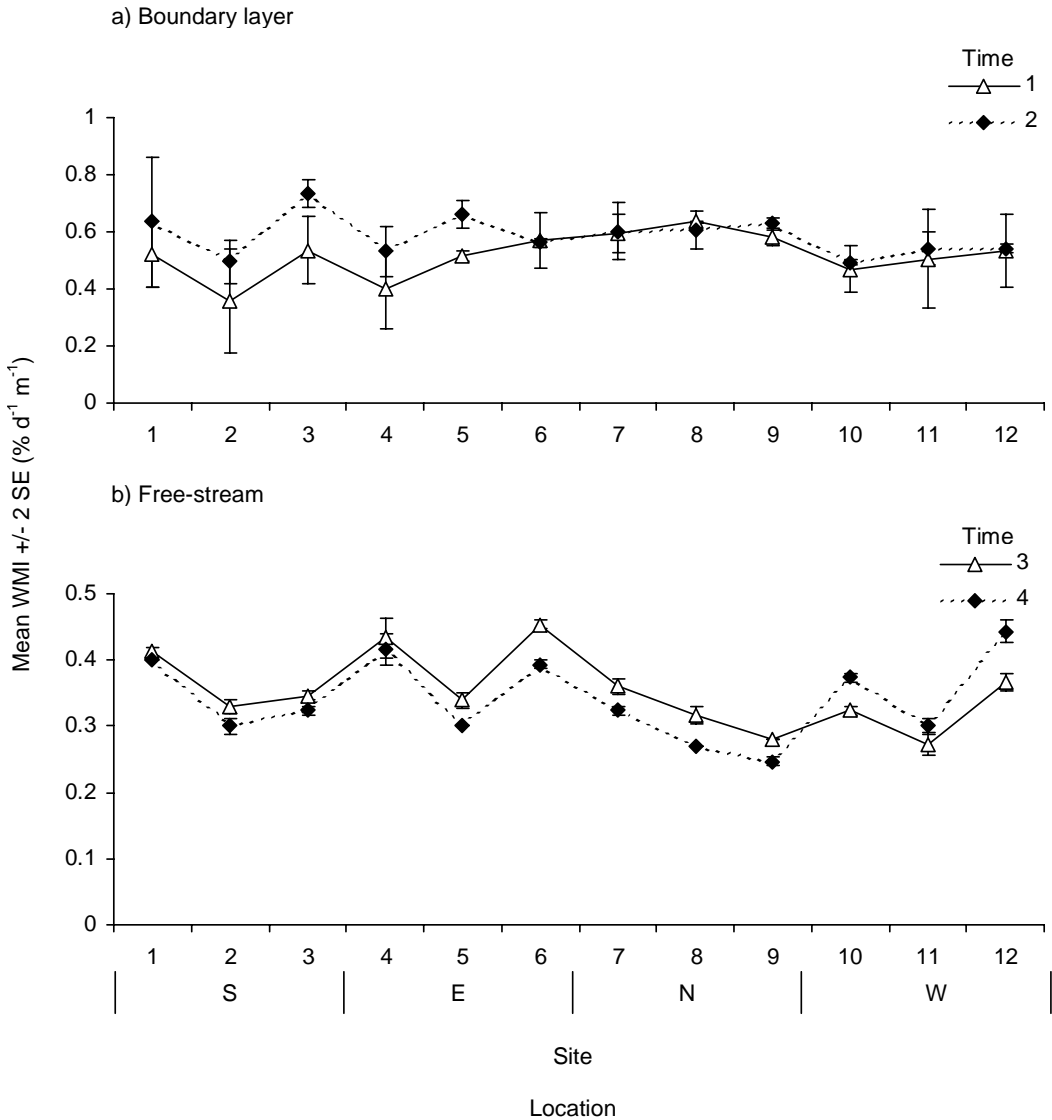 a) Boundary layer
Time
1
2
1
0.8
0.6
0.4
0.2
0
1 2 3 4 5 6 7 8 9 10 11 12
Mean WMI +/- 2 SE (% d-1 m-1)
b) Free-stream
Time
3
4
0.5
0.4
0.3
0.2
0.1
0
1 2 3 4 5 6 7 8 9 10 11 12
S E N W
Site
Location